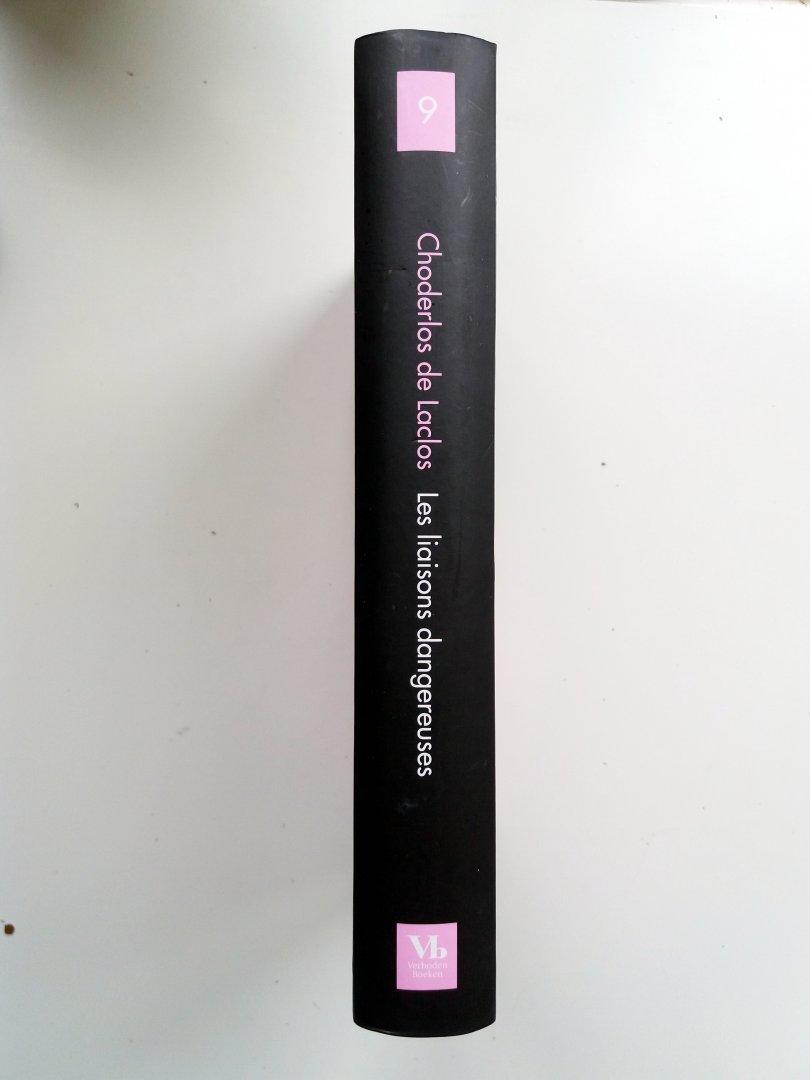 9
Choderlos de Laclos Les liaisons dangereuses
Vb
Verboden
Boeken